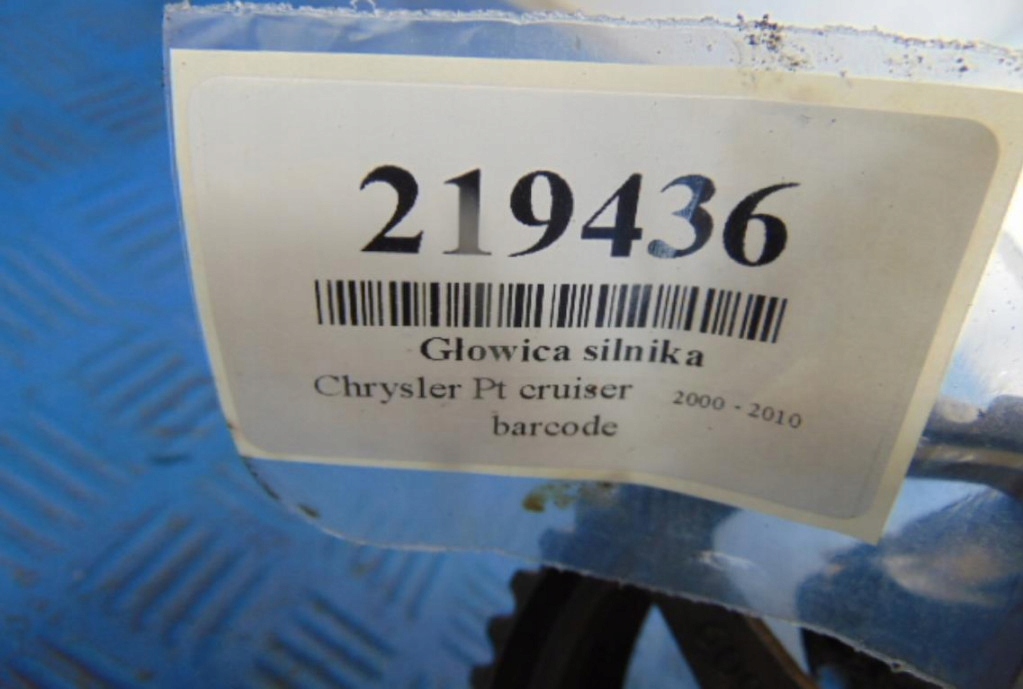 219436
Głowica silnika
Chrysler Pt cruiser 2000 - 2010
barcode